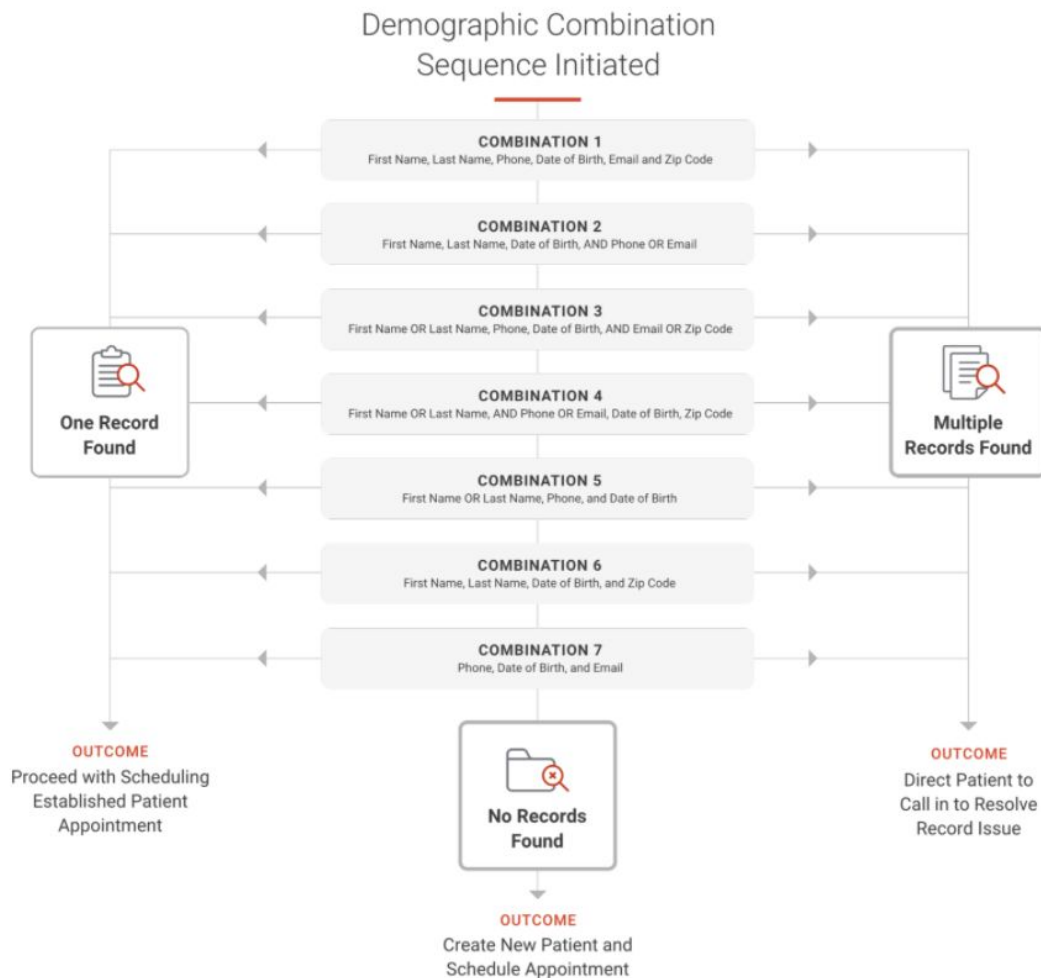 Demographic Combination
Sequence Initiated
COMBINATION 1
First Name, Last Name, Phone, Date of Birth, Email and Zip Code
COMBINATION 2
First Name, Last Name, Date of Birth, AND Phone OR Email
COMBINATION 3
First Name OR Last Name, Phone, Date of Birth, AND Email OR Zip Code
COMBINATION 4
First Name OR Last Name, AND Phone OR Email, Date of Birth, Zip Code
One Record
Found
Multiple
Records Found
COMBINATION 5
First Name OR Last Name, Phone, and Date of Birth
COMBINATION 6
First Name, Last Name, Date of Birth, and Zip Code
COMBINATION 7
Phone, Date of Birth, and Email
OUTCOME
Proceed with Scheduling
Established Patient
Appointment
No Records
Found
OUTCOME
Direct Patient to
Call in to Resolve
Record Issue
OUTCOME
Create New Patient and
Schedule Appointment